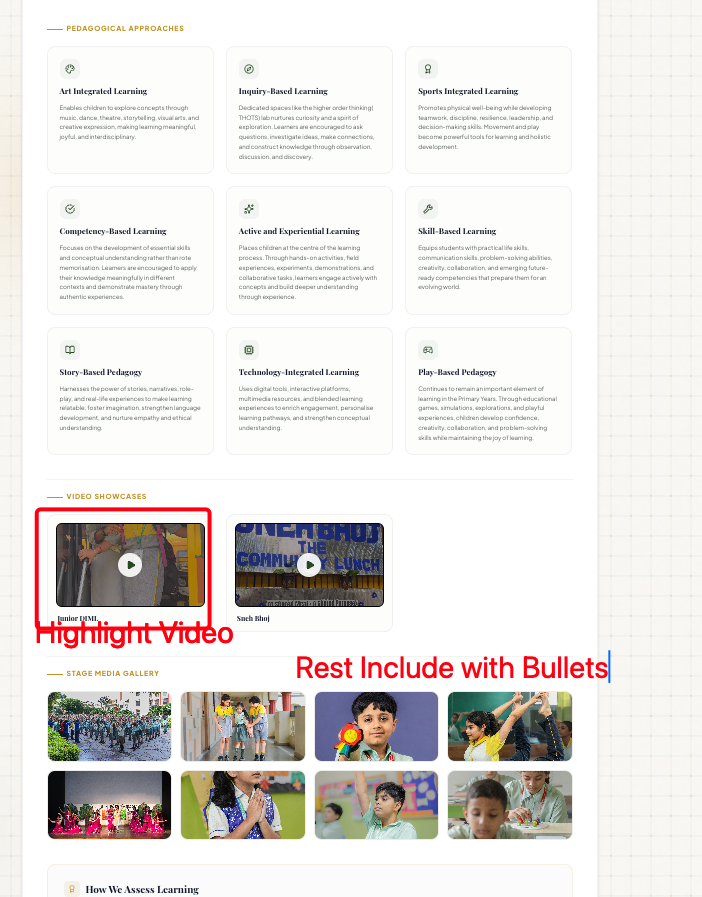 PEDAGOGICAL APPROACHES
Art Integrated Learning
Enables children to explore concepts through
music, dance, theatre, storytelling, visual arts, and
creative expression, making learning meaningful,
joyful, and interdisciplinary.
Inquiry-Based Learning
Dedicated spaces like the higher order thinking(
THOTS) lab nurtures curiosity and a spirit of
exploration. Learners are encouraged to ask
questions, investigate ideas, make connections,
and construct knowledge through observation,
discussion, and discovery.
Sports Integrated Learning
Promotes physical well-being while developing
teamwork, discipline, resilience, leadership, and
decision-making skills. Movement and play
become powerful tools for learning and holistic
development.
Competency-Based Learning
Focuses on the development of essential skills
and conceptual understanding rather than rote
memorisation. Learners are encouraged to apply
their knowledge meaningfully in different
contexts and demonstrate mastery through
authentic experiences.
Active and Experiential Learning
Places children at the centre of the learning
process. Through hands-on activities, field
experiences, experiments, demonstrations, and
collaborative tasks, learners engage actively with
concepts and build deeper understanding
through experience.
Skill-Based Learning
Equips students with practical life skills,
communication skills, problem-solving abilities,
creativity, collaboration, and emerging future-
ready competencies that prepare them for an
evolving world.
Story-Based Pedagogy
Harnesses the power of stories, narratives, role-
play, and real-life experiences to make learning
relatable, foster imagination, strengthen language
development, and nurture empathy and ethical
understanding.
Technology-Integrated Learning
Uses digital tools, interactive platforms,
multimedia resources, and blended learning
experiences to enrich engagement, personalise
learning pathways, and strengthen conceptual
understanding.
Play-Based Pedagogy
Continues to remain an important element of
learning in the Primary Years. Through educational
games, simulations, explorations, and playful
experiences, children develop confidence,
creativity, collaboration, and problem-solving
skills while maintaining the joy of learning.
VIDEO SHOWCASES
SNEH BHOJ
THE
COMMUNITY LUNCH
Junior DIML
Sneh Bhoj
Highlight Video
Rest Include with Bullets
STAGE MEDIA GALLERY
How We Assess Learning